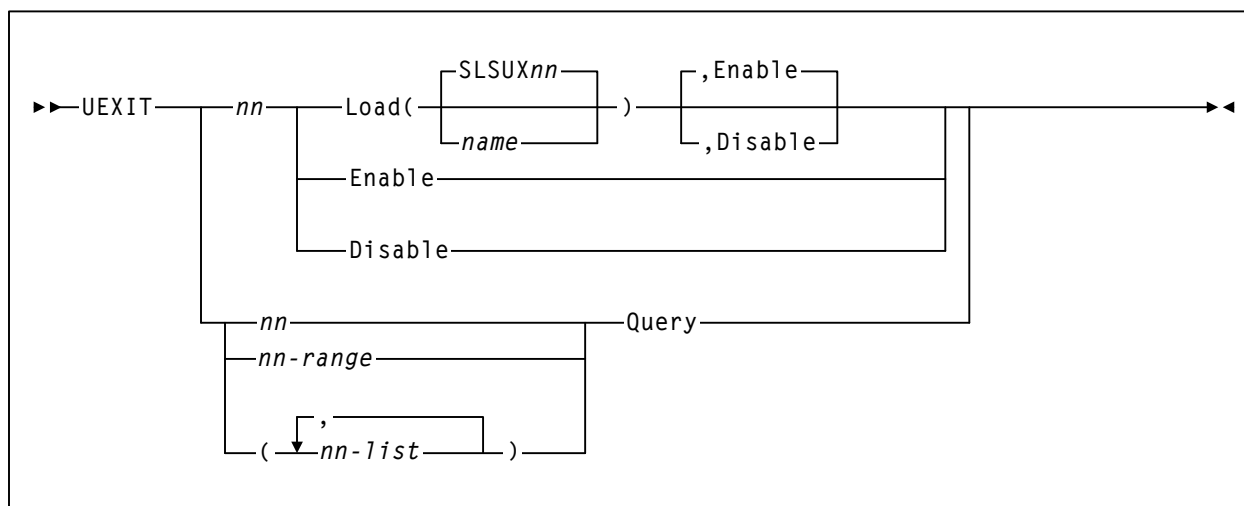 SLSUXnn ,Enable
UEXIT nn Load( )
name ,Disable
Enable
Disable
nn Query
nn-range
,
( nn-list )